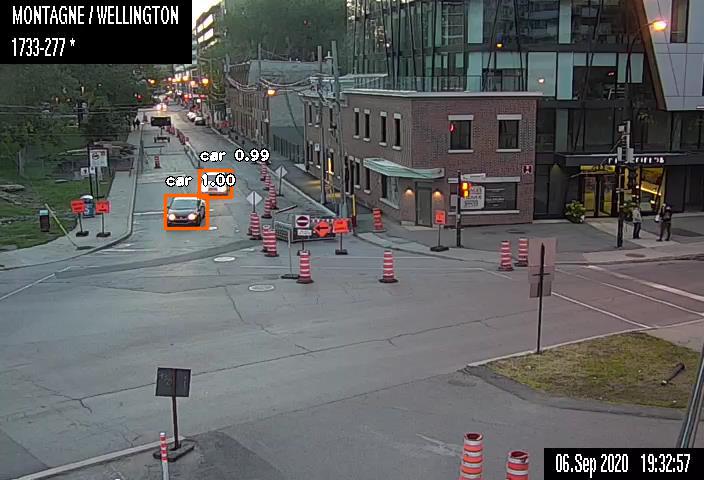 MONTAGNE / WELLINGTON
1733-277 *
car 0.99
car 1.00
06.Sep 2020 19:32:57